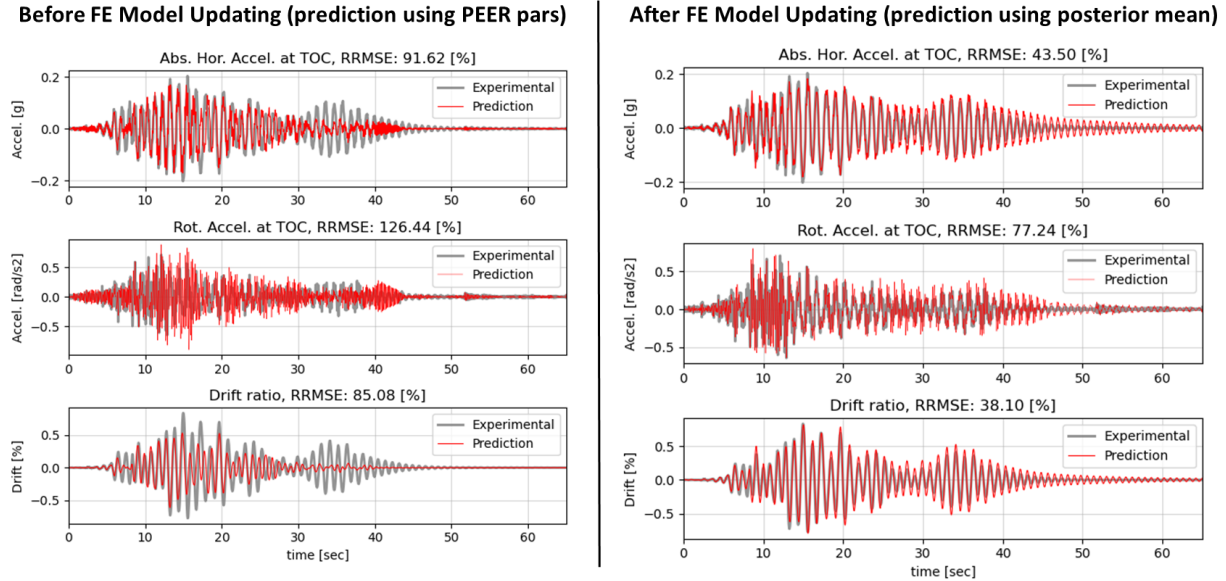 Before FE Model Updating (prediction using PEER pars)
Abs. Hor. Accel. at TOC, RRMSE: 91.62 [%]
Accel. [g]
0.2
0.0
−0.2
Experimental
Prediction
0 10 20 30 40 50 60
Rot. Accel. at TOC, RRMSE: 126.44 [%]
Accel. [rad/s2]
0.5
0.0
−0.5
Experimental
Prediction
0 10 20 30 40 50 60
Drift ratio, RRMSE: 85.08 [%]
Drift [%]
0.5
0.0
−0.5
Experimental
Prediction
0 10 20 30 40 50 60
time [sec]
After FE Model Updating (prediction using posterior mean)
Abs. Hor. Accel. at TOC, RRMSE: 43.50 [%]
Accel. [g]
0.2
0.0
−0.2
Experimental
Prediction
0 10 20 30 40 50 60
Rot. Accel. at TOC, RRMSE: 77.24 [%]
Accel. [rad/s2]
0.5
0.0
−0.5
Experimental
Prediction
0 10 20 30 40 50 60
Drift ratio, RRMSE: 38.10 [%]
Drift [%]
0.5
0.0
−0.5
Experimental
Prediction
0 10 20 30 40 50 60
time [sec]